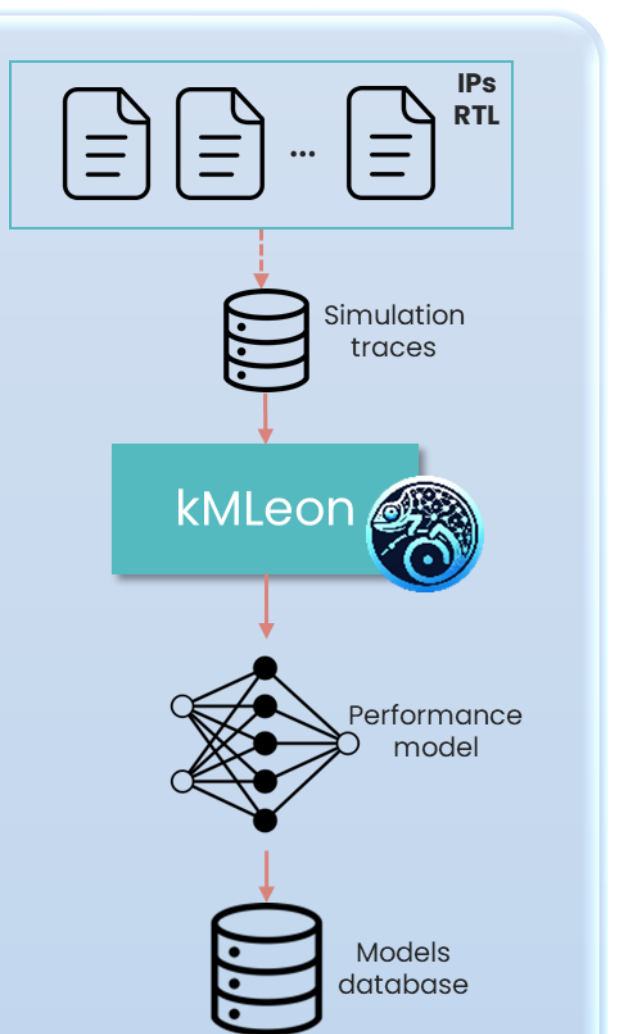 IPs
RTL
...
Simulation
traces
kMLeon
Performance
model
Models
database